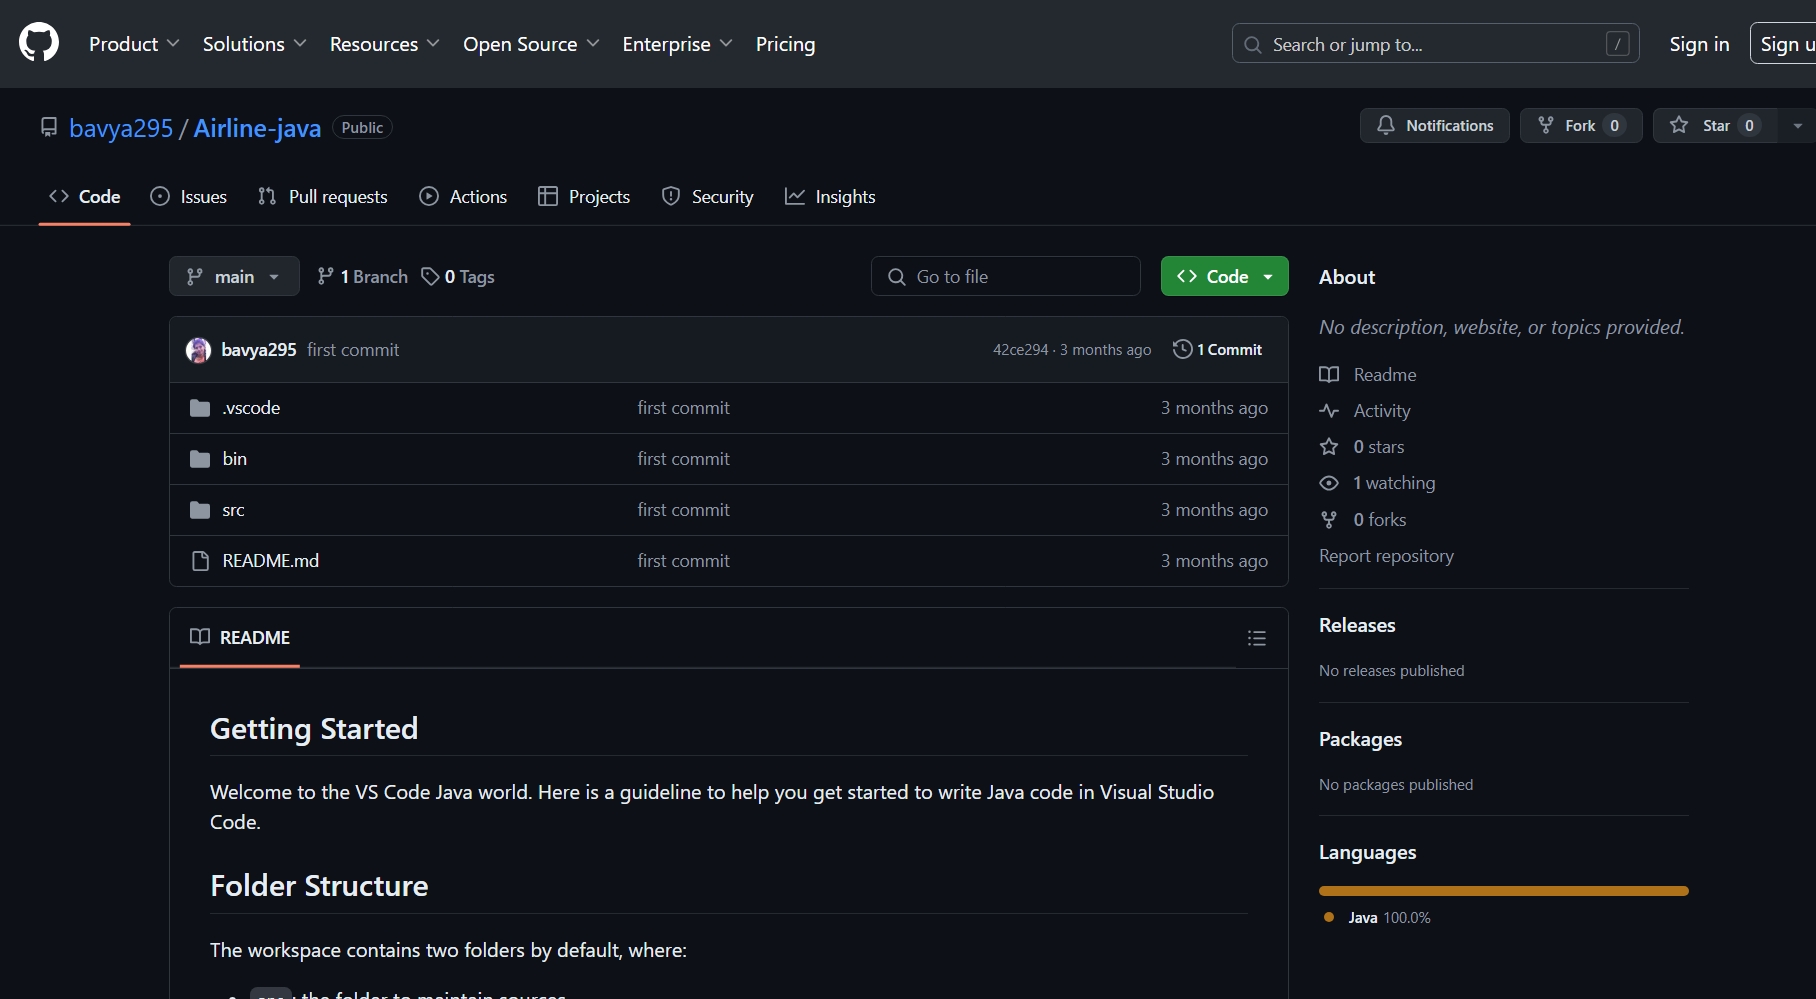 Product Solutions Resources Open Source Enterprise Pricing Search or jump to... / Sign in Sign u
bavya295 / Airline-java Public Notifications Fork 0 Star 0
Code Issues Pull requests Actions Projects Security Insights
main 1 Branch 0 Tags Go to file Code
bavya295 first commit 42ce294 · 3 months ago 1 Commit
.vscode first commit 3 months ago
bin first commit 3 months ago
src first commit 3 months ago
README.md first commit 3 months ago
README
Getting Started
Welcome to the VS Code Java world. Here is a guideline to help you get started to write Java code in Visual Studio
Code.
Folder Structure
The workspace contains two folders by default, where:
src : the folder to maintain sources
About
No description, website, or topics provided.
Readme
Activity
0 stars
1 watching
0 forks
Report repository
Releases
No releases published
Packages
No packages published
Languages
Java 100.0%